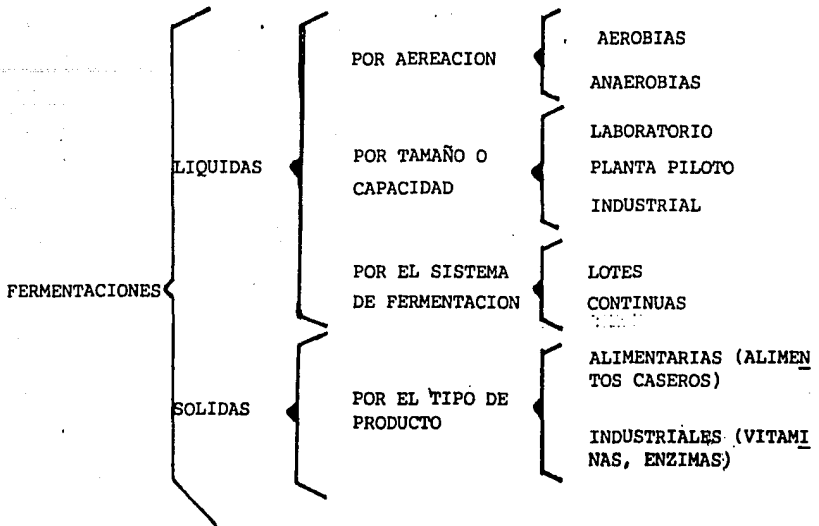 FERMENTACIONES
LIQUIDAS
POR AEREACION
AEROBIAS
ANAEROBIAS
POR TAMAÑO O
CAPACIDAD
LABORATORIO
PLANTA PILOTO
INDUSTRIAL
POR EL SISTEMA
DE FERMENTACION
LOTES
CONTINUAS
SOLIDAS
POR EL TIPO DE
PRODUCTO
ALIMENTARIAS (ALIMEN
TOS CASEROS)
INDUSTRIALES (VITAMI
NAS, ENZIMAS)